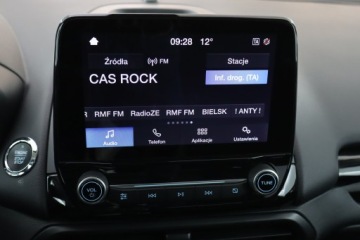 09:28 12°
Źródła FM Stacje
CAS ROCK Inf. drog. (TA)
RMF FM RadioZE RMF FM BIELSK ! ANTY !
Audio Telefon Aplikacje Ustawienia
VOL TUNE